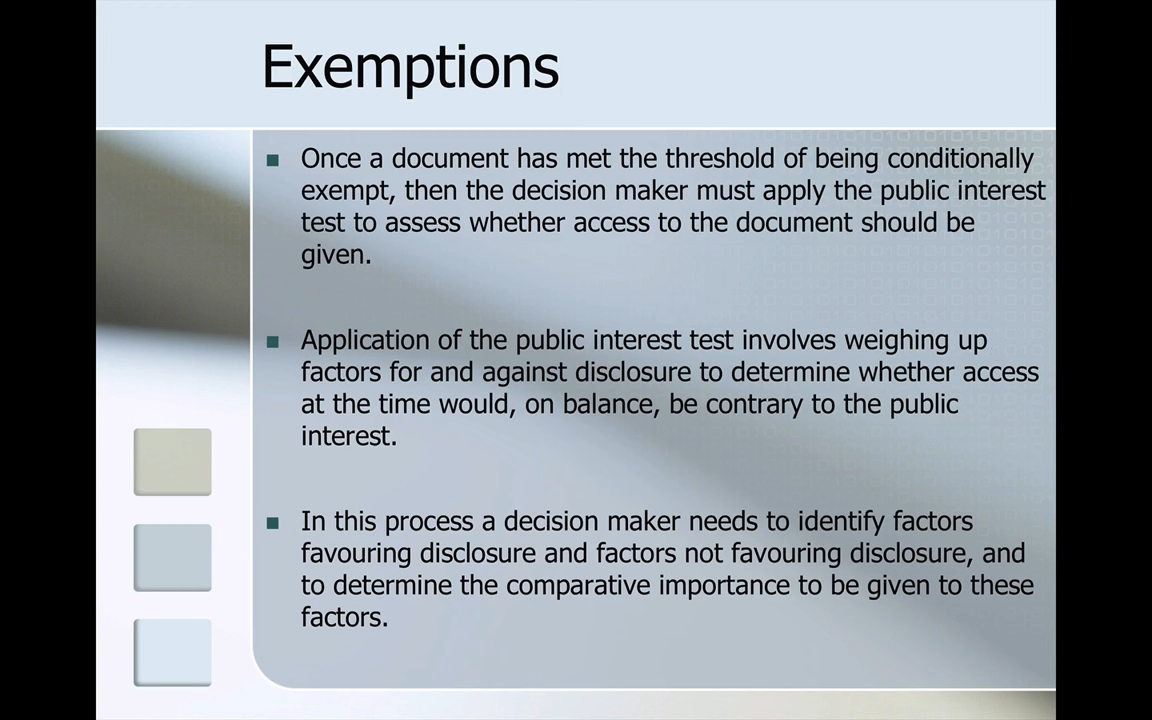 Exemptions
Once a document has met the threshold of being conditionally
exempt, then the decision maker must apply the public interest
test to assess whether access to the document should be
given.
Application of the public interest test involves weighing up
factors for and against disclosure to determine whether access
at the time would, on balance, be contrary to the public
interest.
In this process a decision maker needs to identify factors
favouring disclosure and factors not favouring disclosure, and
to determine the comparative importance to be given to these
factors.